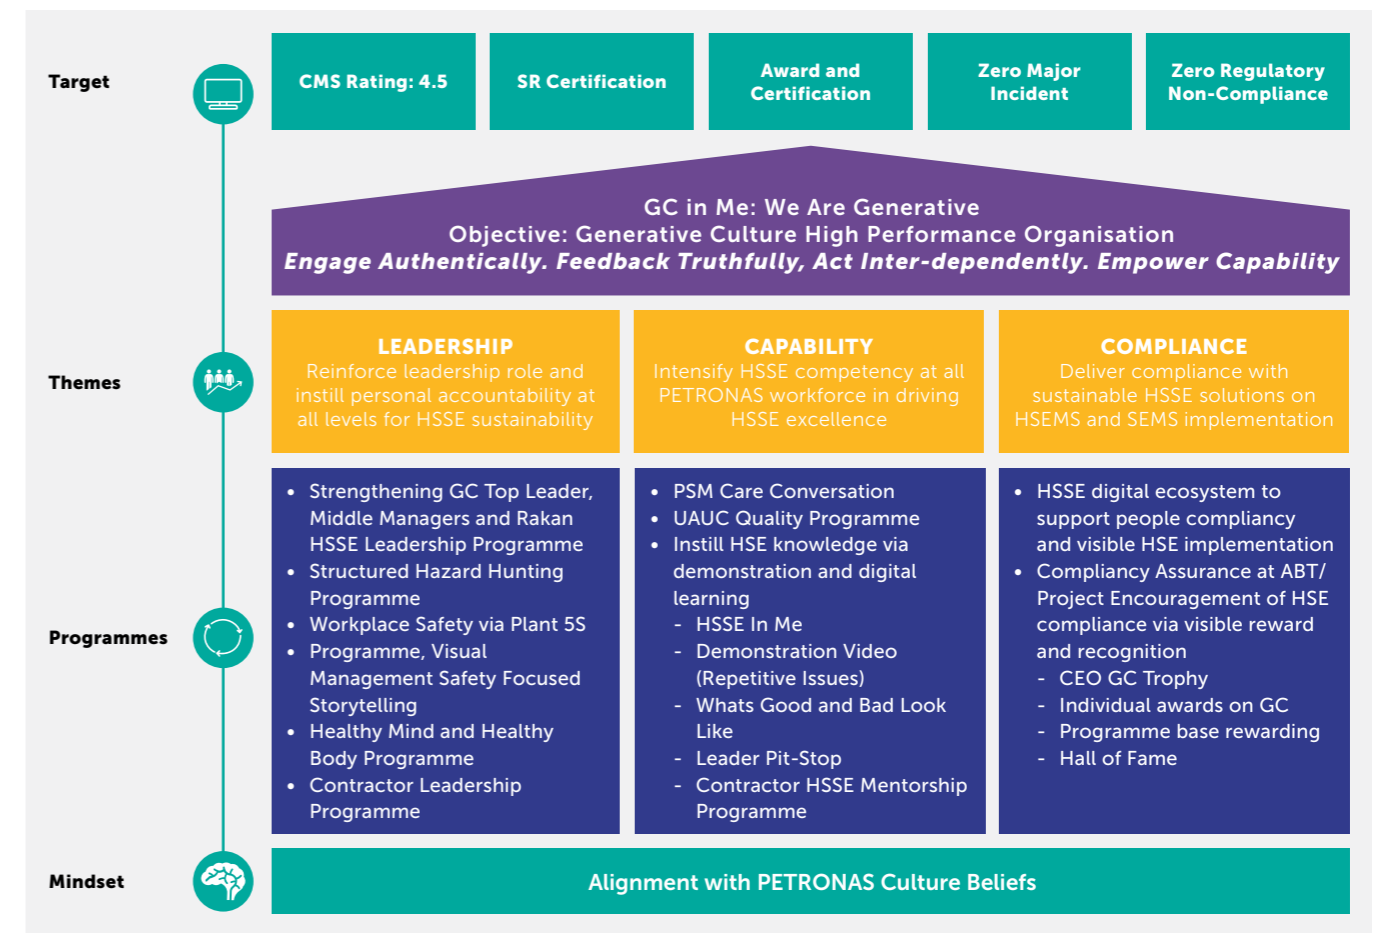 Target
CMS Rating: 4.5
SR Certification
Award and
Certification
Zero Major
Incident
Zero Regulatory
Non-Compliance
GC in Me: We Are Generative
Objective: Generative Culture High Performance Organisation
Engage Authentically. Feedback Truthfully, Act Inter-dependently. Empower Capability
Themes
LEADERSHIP
Reinforce leadership role and
instill personal accountability at
all levels for HSSE sustainability
CAPABILITY
Intensify HSSE competency at all
PETRONAS workforce in driving
HSSE excellence
COMPLIANCE
Deliver compliance with
sustainable HSSE solutions on
HSEMS and SEMS implementation
Programmes
• Strengthening GC Top Leader,
Middle Managers and Rakan
HSSE Leadership Programme
• Structured Hazard Hunting
Programme
• Workplace Safety via Plant 5S
• Programme, Visual
Management Safety Focused
Storytelling
• Healthy Mind and Healthy
Body Programme
• Contractor Leadership
Programme
• PSM Care Conversation
• UAUC Quality Programme
• Instill HSE knowledge via
demonstration and digital
learning
- HSSE In Me
- Demonstration Video
(Repetitive Issues)
- Whats Good and Bad Look
Like
- Leader Pit-Stop
- Contractor HSSE Mentorship
Programme
• HSSE digital ecosystem to
support people compliancy
and visible HSE implementation
• Compliancy Assurance at ABT/
Project Encouragement of HSE
compliance via visible reward
and recognition
- CEO GC Trophy
- Individual awards on GC
- Programme base rewarding
- Hall of Fame
Mindset
Alignment with PETRONAS Culture Beliefs